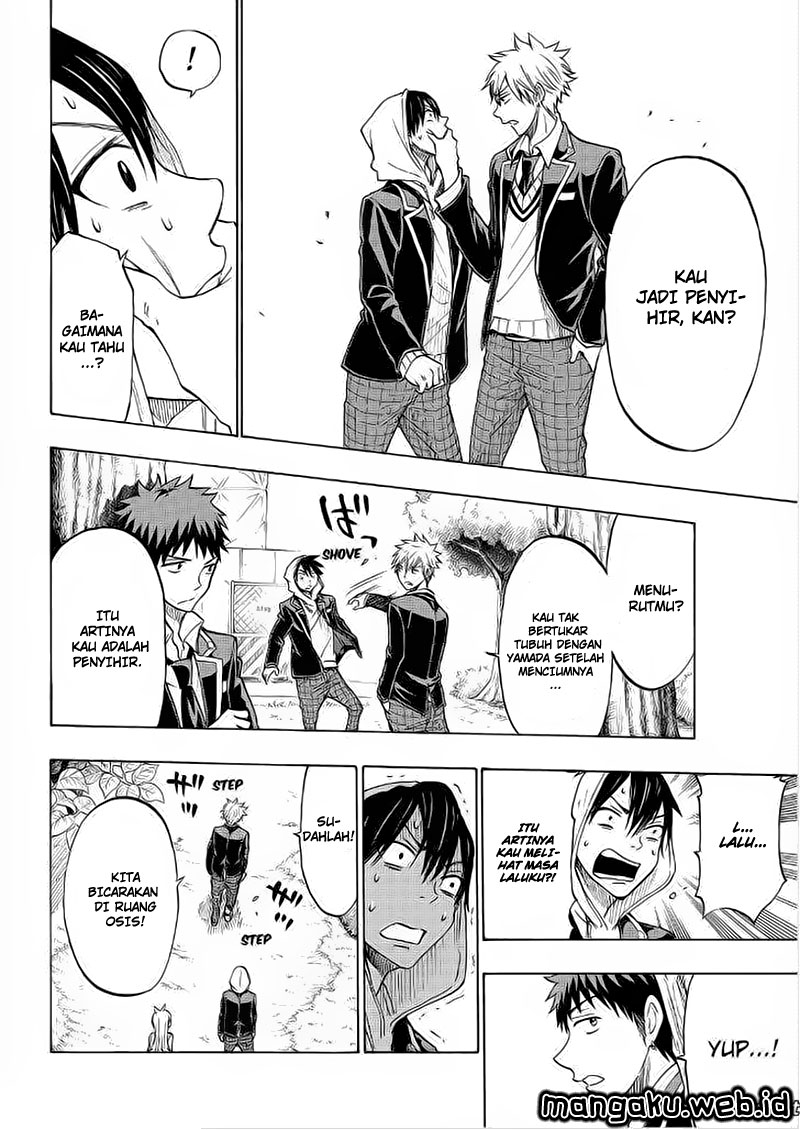 KAU
JADI PENYI-
HIR, KAN?
!
BA-
GAIMANA
KAU TAHU
...?
MENU-
RUTMU?
KAU TAK
BERTUKAR
TUBUH DENGAN
YAMADA SETELAH
MENCIUMNYA
...
ばっ
SHOVE
ITU
ARTINYA
KAU ADALAH
PENYIHIR.
L...
LALU...
ITU
ARTINYA
KAU MELI-
HAT MASA
LALUKU?!
YUP...!
SU-
DAHLAH!
ザッ
STEP
KITA
BICARAKAN
DI RUANG
OSIS!
ザッ
STEP
mangaku.web.id